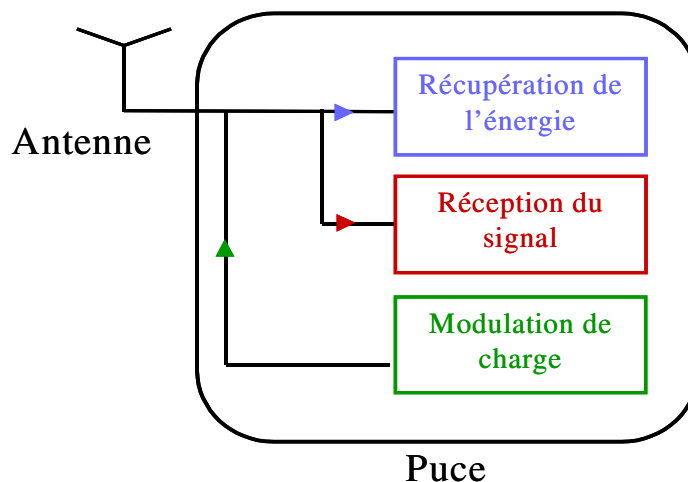 Récupération de
l'énergie
Antenne
Réception du
signal
Modulation de
charge
Puce